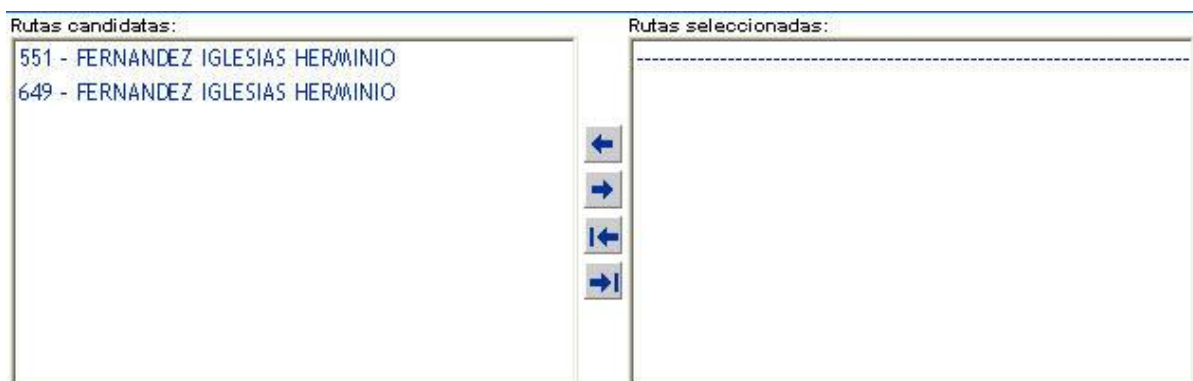 Rutas candidatas:
551 - FERNANDEZ IGLESIAS HERMINIO
649 - FERNANDEZ IGLESIAS HERMINIO
Rutas seleccionadas:
--------------------------------------------------------------------------